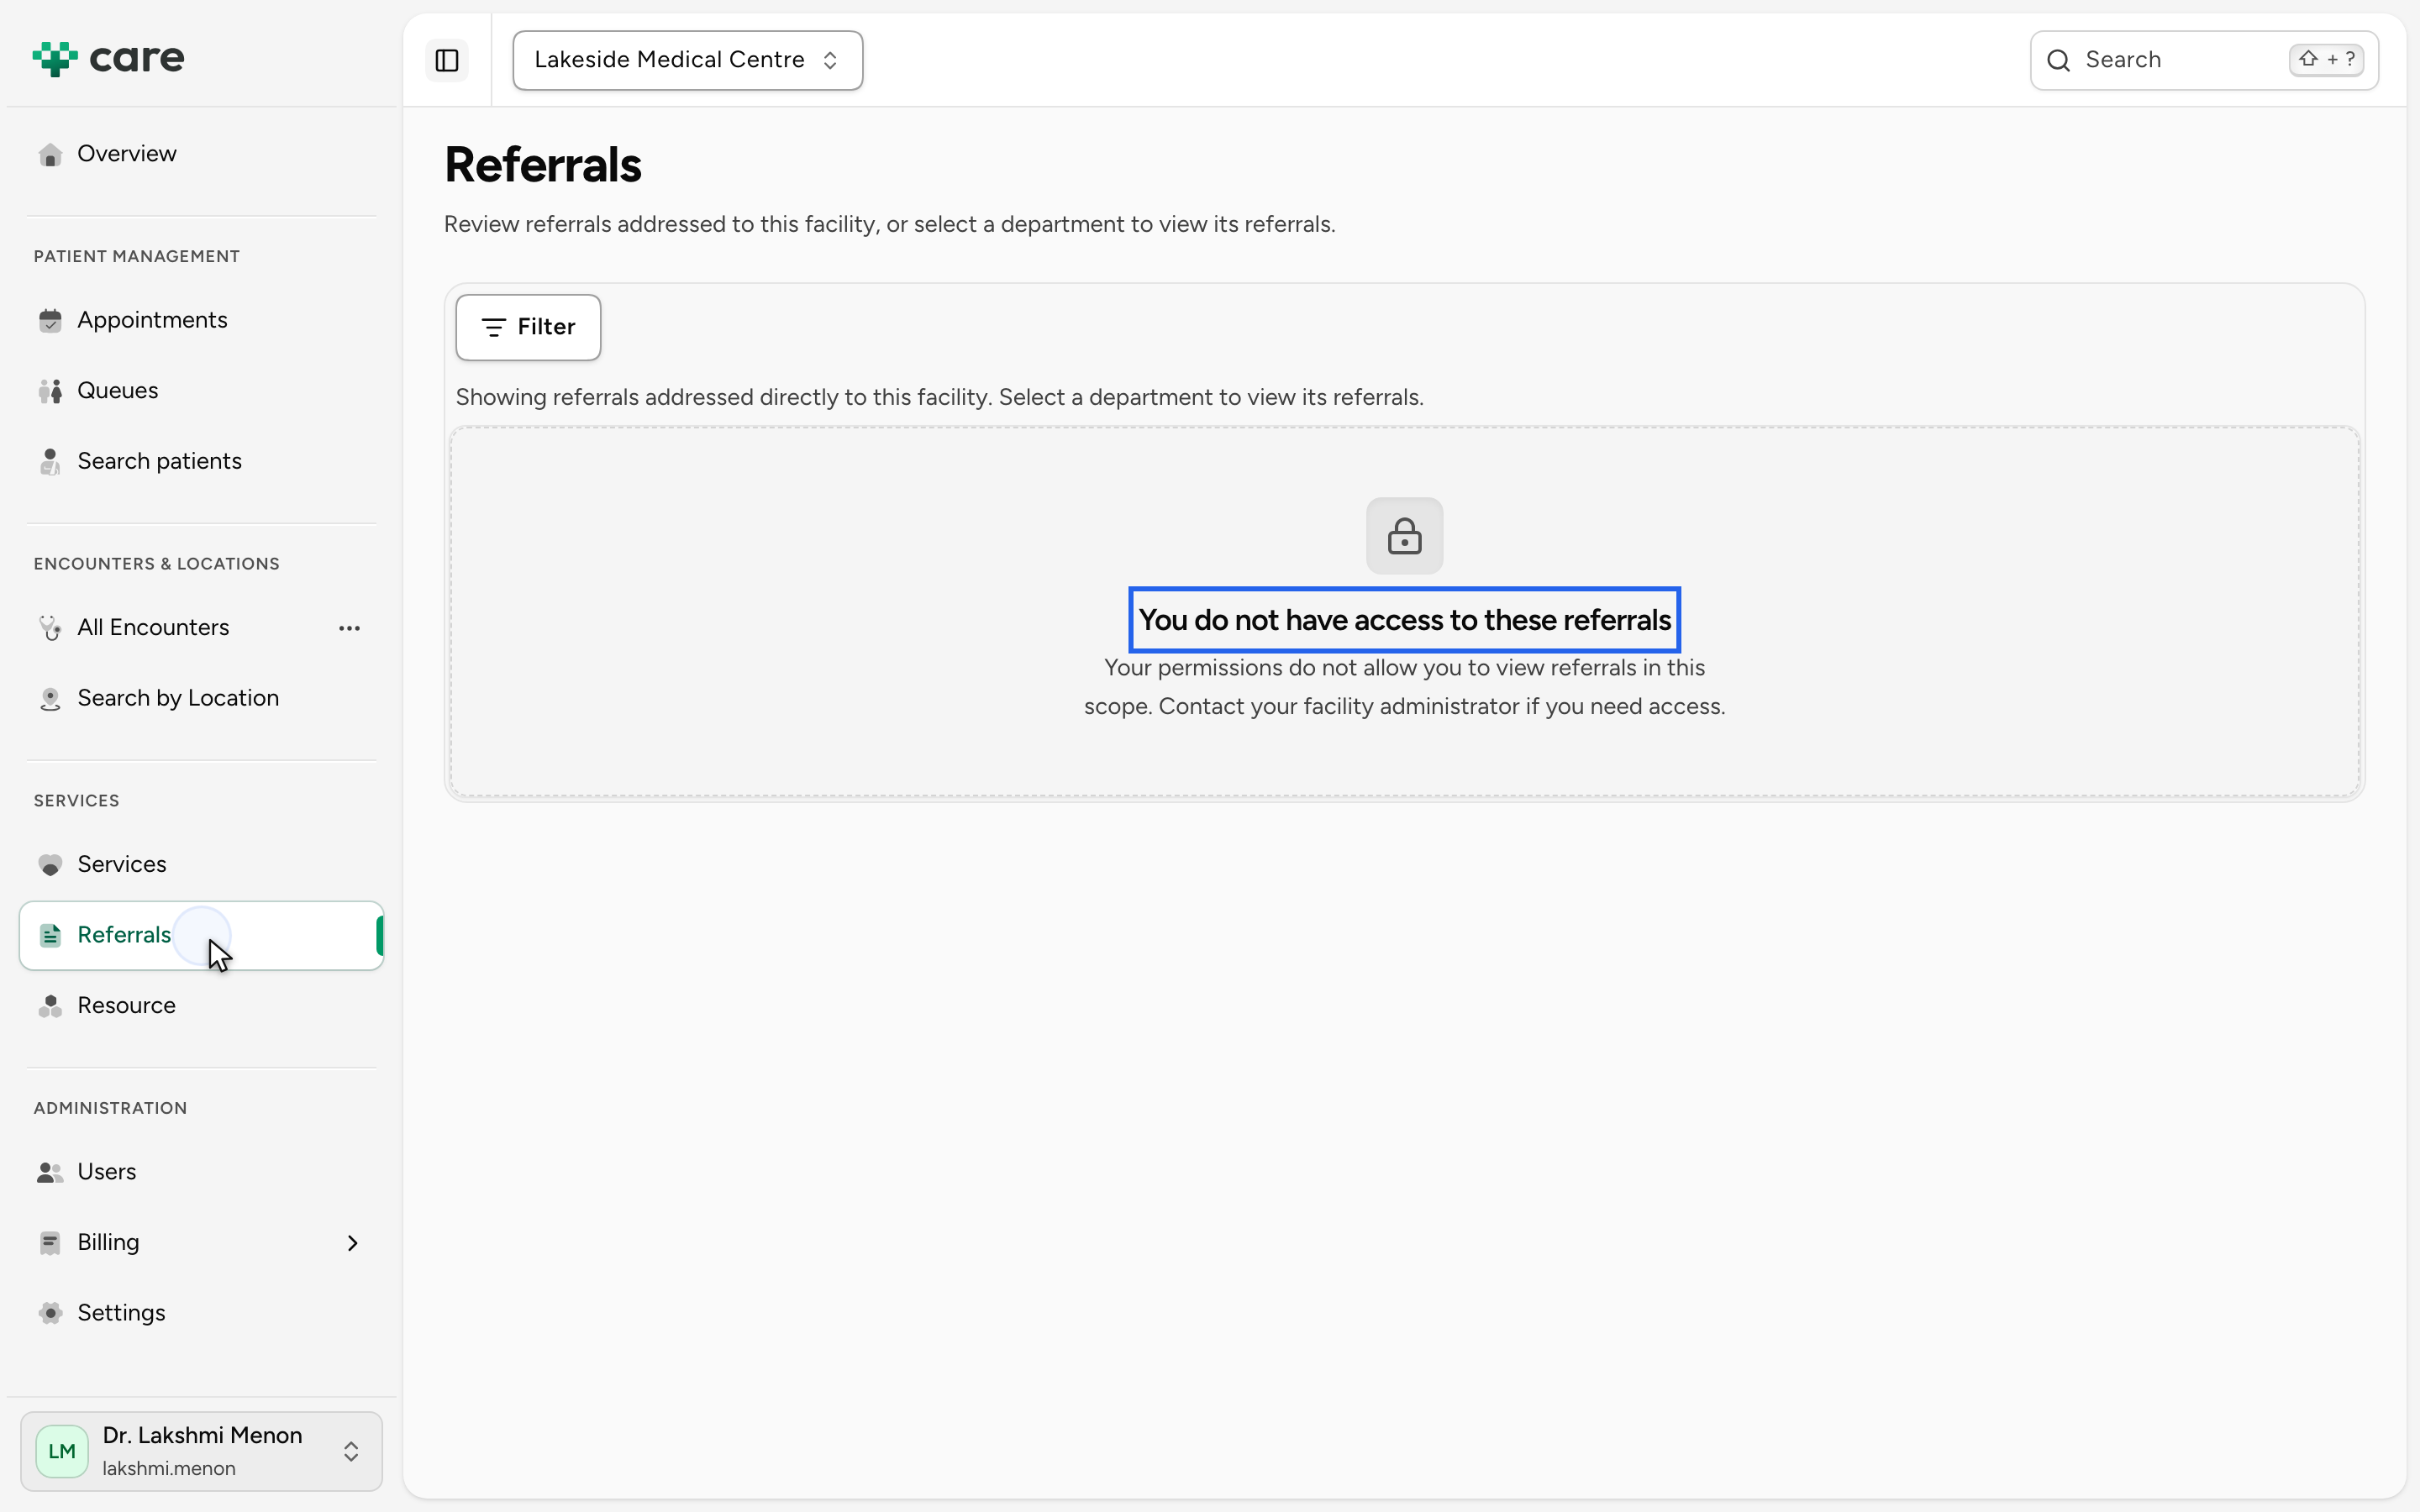 care
Lakeside Medical Centre
Search
+ ?
Overview
PATIENT MANAGEMENT
Appointments
Queues
Search patients
ENCOUNTERS & LOCATIONS
All Encounters
Search by Location
SERVICES
Services
Referrals
Resource
ADMINISTRATION
Users
Billing
Settings
LM
Dr. Lakshmi Menon
lakshmi.menon
Referrals
Review referrals addressed to this facility, or select a department to view its referrals.
Filter
Showing referrals addressed directly to this facility. Select a department to view its referrals.
You do not have access to these referrals
Your permissions do not allow you to view referrals in this
scope. Contact your facility administrator if you need access.